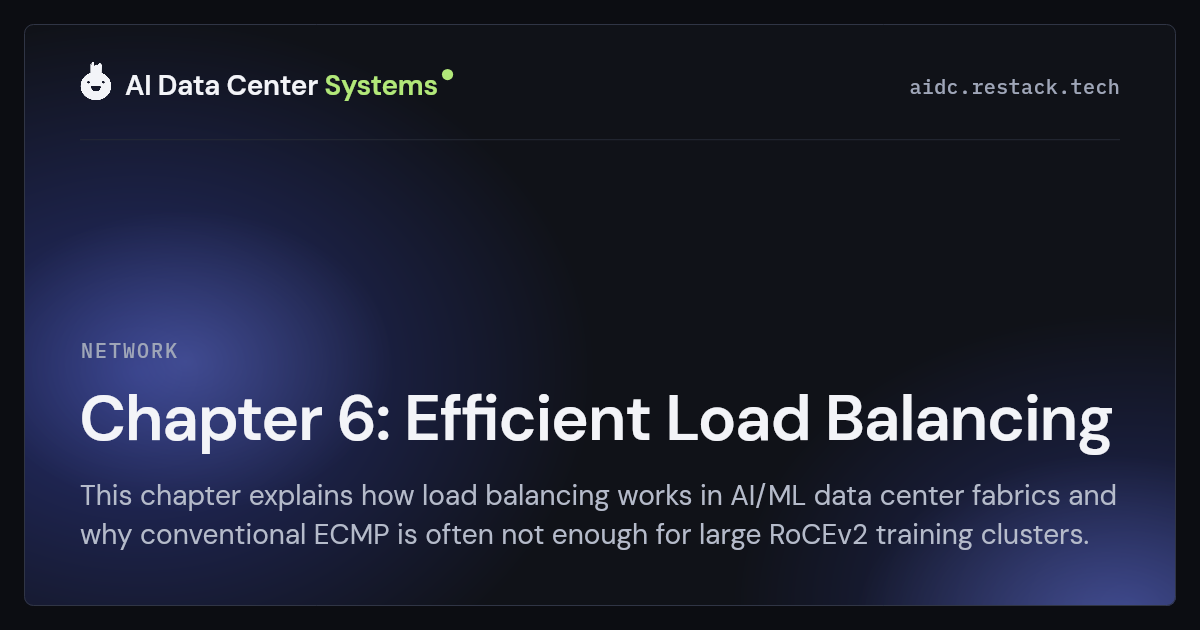 AI Data Center Systems
aidc.restack.tech
NETWORK
Chapter 6: Efficient Load Balancing
This chapter explains how load balancing works in AI/ML data center fabrics and
why conventional ECMP is often not enough for large RoCEv2 training clusters.